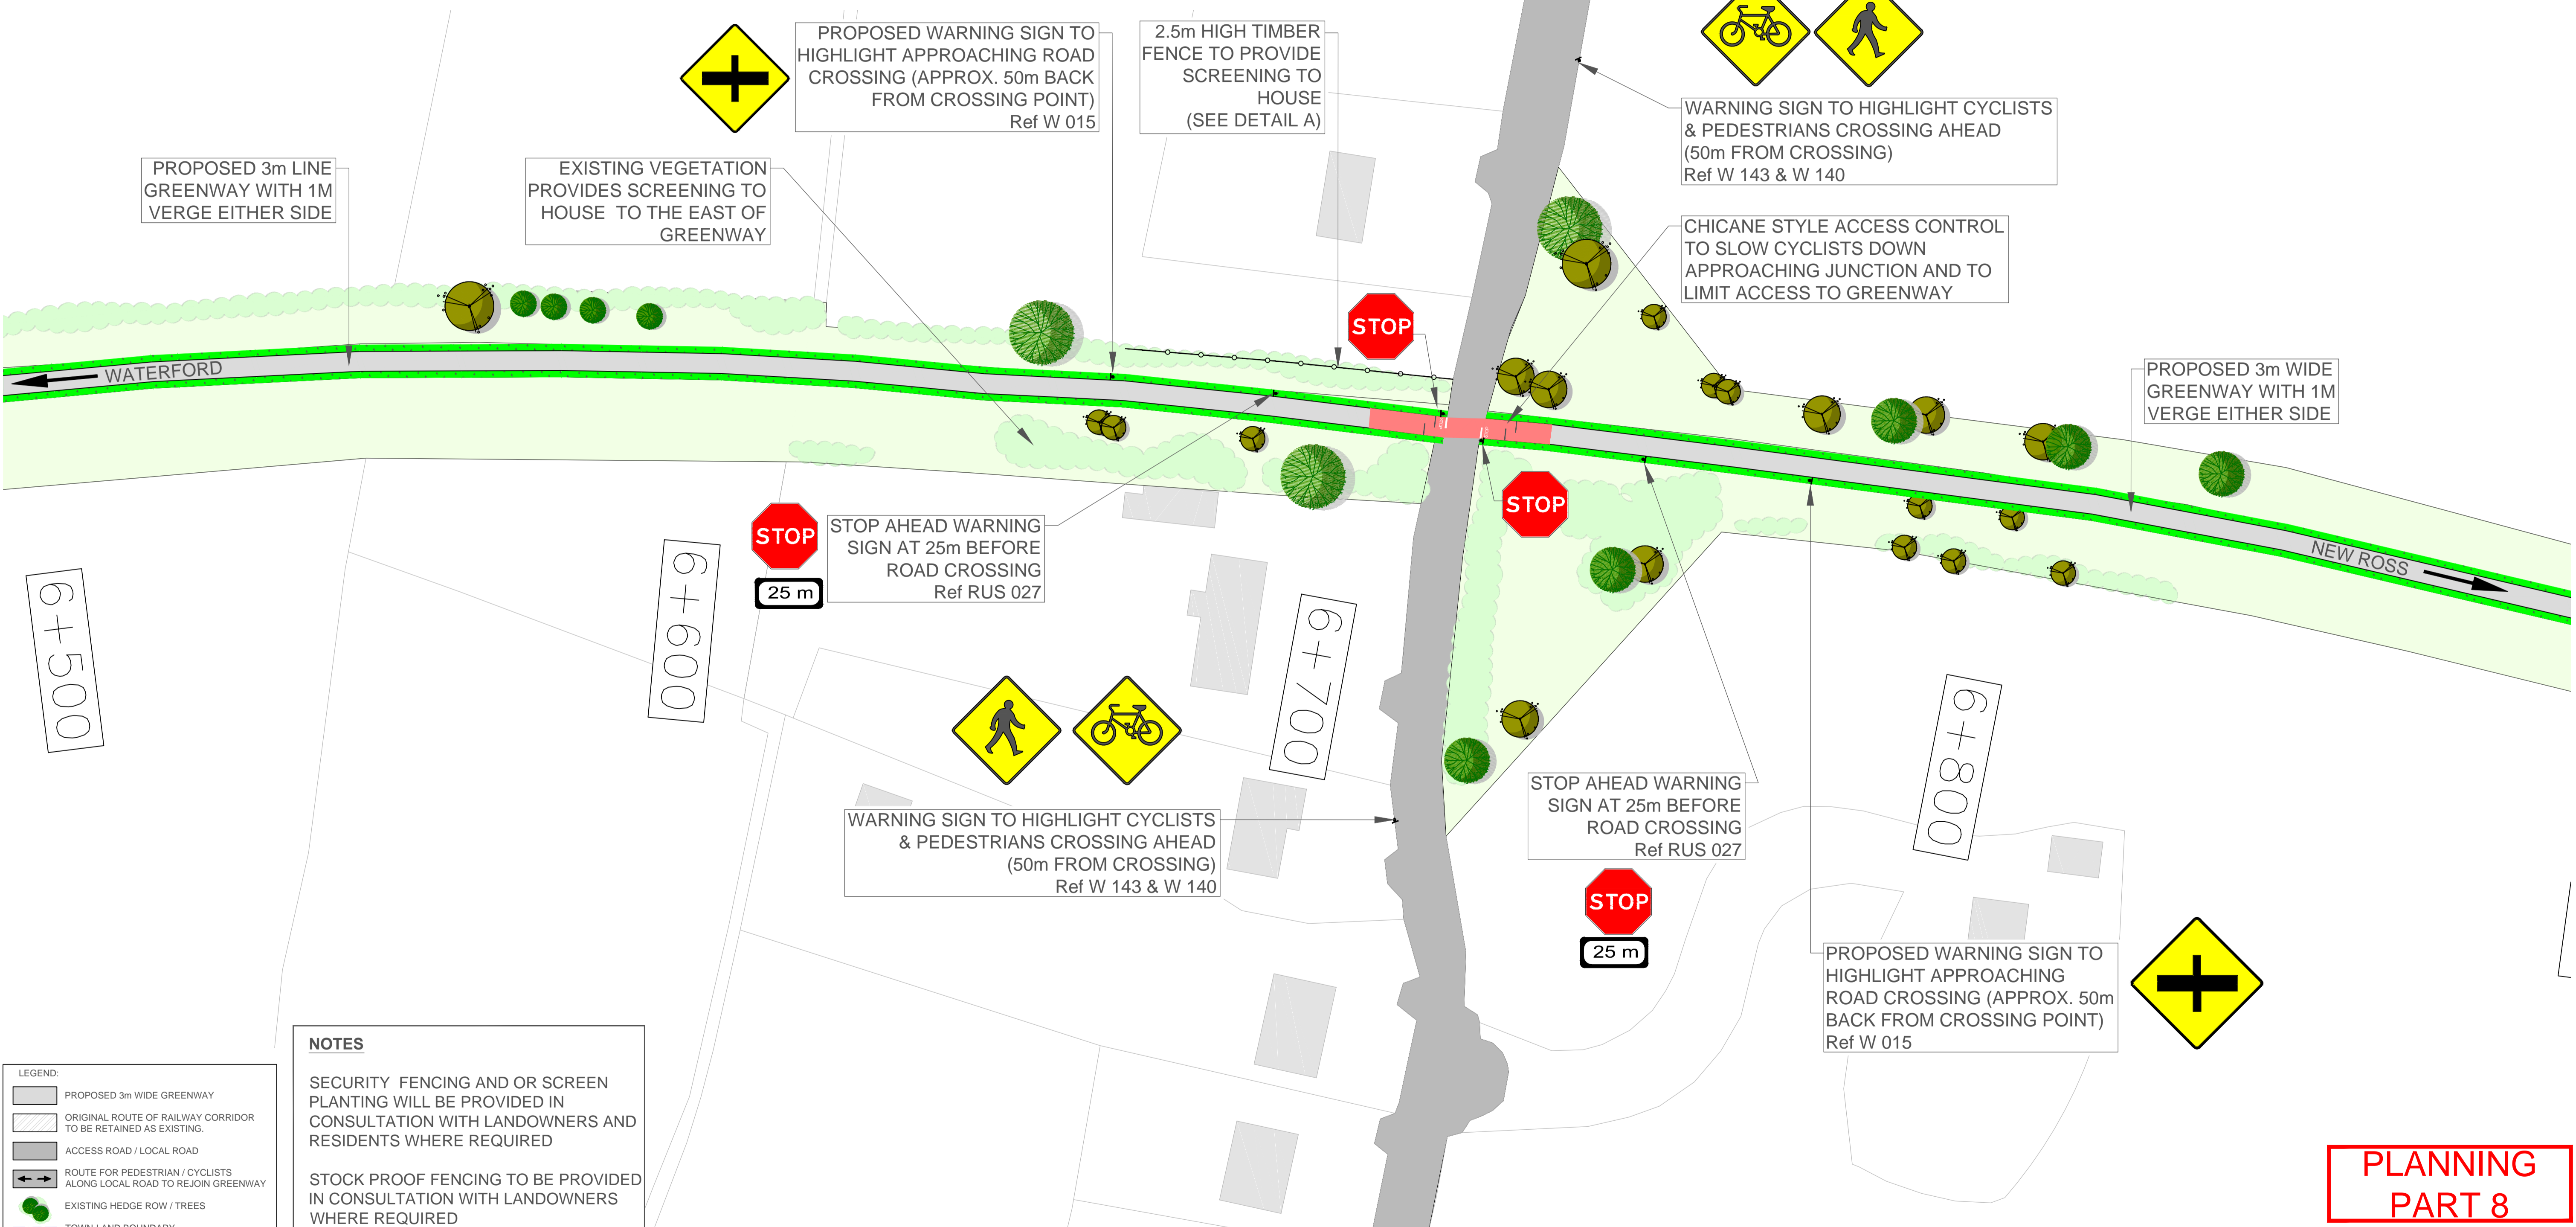 PROPOSED WARNING SIGN TO
HIGHLIGHT APPROACHING ROAD
CROSSING (APPROX. 50m BACK
FROM CROSSING POINT)
Ref W 015
2.5m HIGH TIMBER
FENCE TO PROVIDE
SCREENING TO
HOUSE
(SEE DETAIL A)
WARNING SIGN TO HIGHLIGHT CYCLISTS
& PEDESTRIANS CROSSING AHEAD
(50m FROM CROSSING)
Ref W 143 & W 140
PROPOSED 3m LINE
GREENWAY WITH 1M
VERGE EITHER SIDE
EXISTING VEGETATION
PROVIDES SCREENING TO
HOUSE TO THE EAST OF
GREENWAY
CHICANE STYLE ACCESS CONTROL
TO SLOW CYCLISTS DOWN
APPROACHING JUNCTION AND TO
LIMIT ACCESS TO GREENWAY
STOP
WATERFORD
PROPOSED 3m WIDE
GREENWAY WITH 1M
VERGE EITHER SIDE
STOP
STOP
25 m
STOP AHEAD WARNING
SIGN AT 25m BEFORE
ROAD CROSSING
Ref RUS 027
NEW ROSS
6+500
6+600
6+700
6+800
WARNING SIGN TO HIGHLIGHT CYCLISTS
& PEDESTRIANS CROSSING AHEAD
(50m FROM CROSSING)
Ref W 143 & W 140
STOP AHEAD WARNING
SIGN AT 25m BEFORE
ROAD CROSSING
Ref RUS 027
STOP
25 m
PROPOSED WARNING SIGN TO
HIGHLIGHT APPROACHING
ROAD CROSSING (APPROX. 50m
BACK FROM CROSSING POINT)
Ref W 015
LEGEND:
PROPOSED 3m WIDE GREENWAY
ORIGINAL ROUTE OF RAILWAY CORRIDOR
TO BE RETAINED AS EXISTING.
ACCESS ROAD / LOCAL ROAD
ROUTE FOR PEDESTRIAN / CYCLISTS
ALONG LOCAL ROAD TO REJOIN GREENWAY
EXISTING HEDGE ROW / TREES
TOWN LAND BOUNDARY
NOTES
SECURITY FENCING AND OR SCREEN
PLANTING WILL BE PROVIDED IN
CONSULTATION WITH LANDOWNERS AND
RESIDENTS WHERE REQUIRED
STOCK PROOF FENCING TO BE PROVIDED
IN CONSULTATION WITH LANDOWNERS
WHERE REQUIRED
PLANNING
PART 8